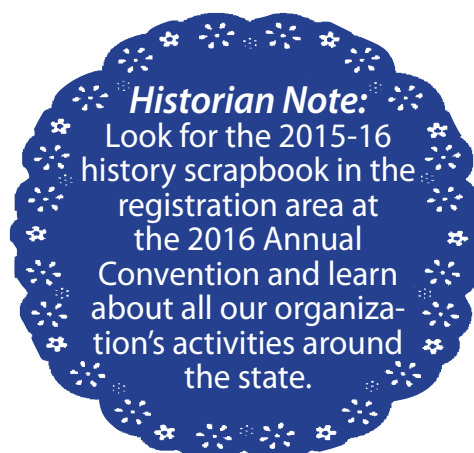 Historian Note:
Look for the 2015-16
history scrapbook in the
registration area at
the 2016 Annual
Convention and learn
about all our organiza-
tion's activities around
the state.